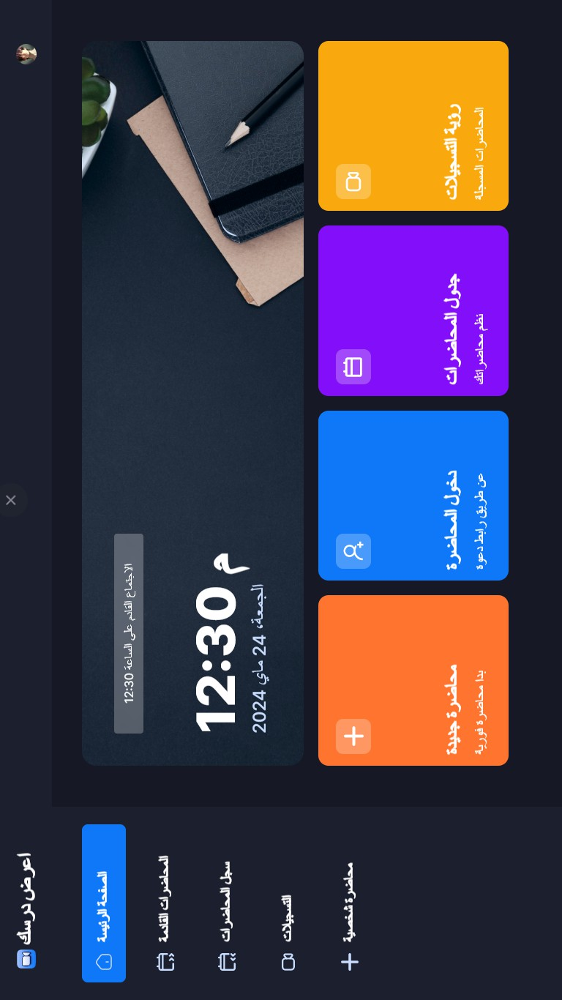 اعرض درسك
الصفحة الرئيسة
المحاضرات القادمة
سجل المحاضرات
التسجيلات
محاضرة شخصية
الاجتماع القادم على الساعة 12:30
12:30 م
الجمعة، 24 ماي 2024
محاضرة جديدة
بدا محاضرة فورية
دخول المحاضرة
عن طريق رابط دعوة
جدول المحاضرات
نظم محاضراتك
رؤية التسجيلات
المحاضرات المسجلة